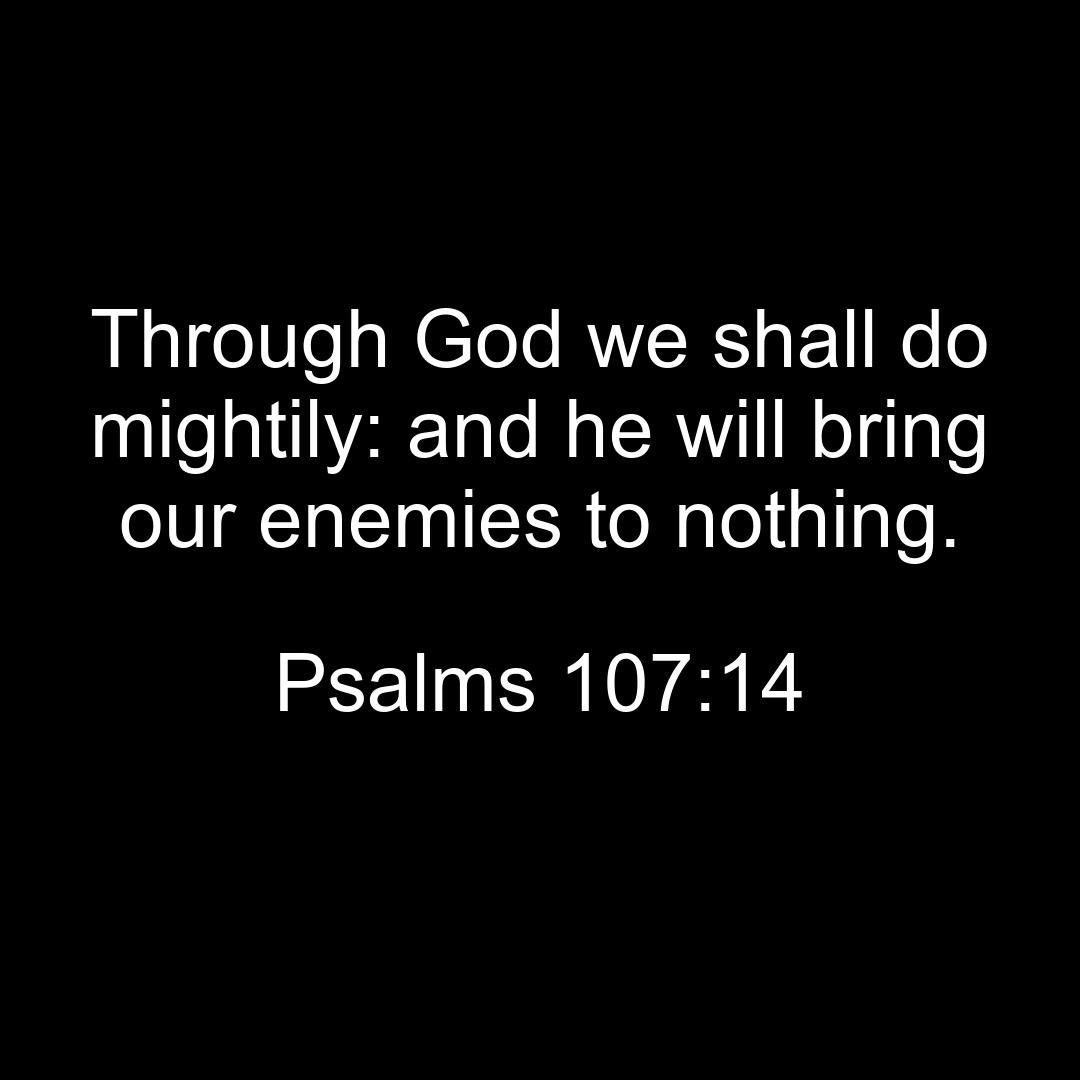 Through God we shall do
mightily: and he will bring
our enemies to nothing.
Psalms 107:14